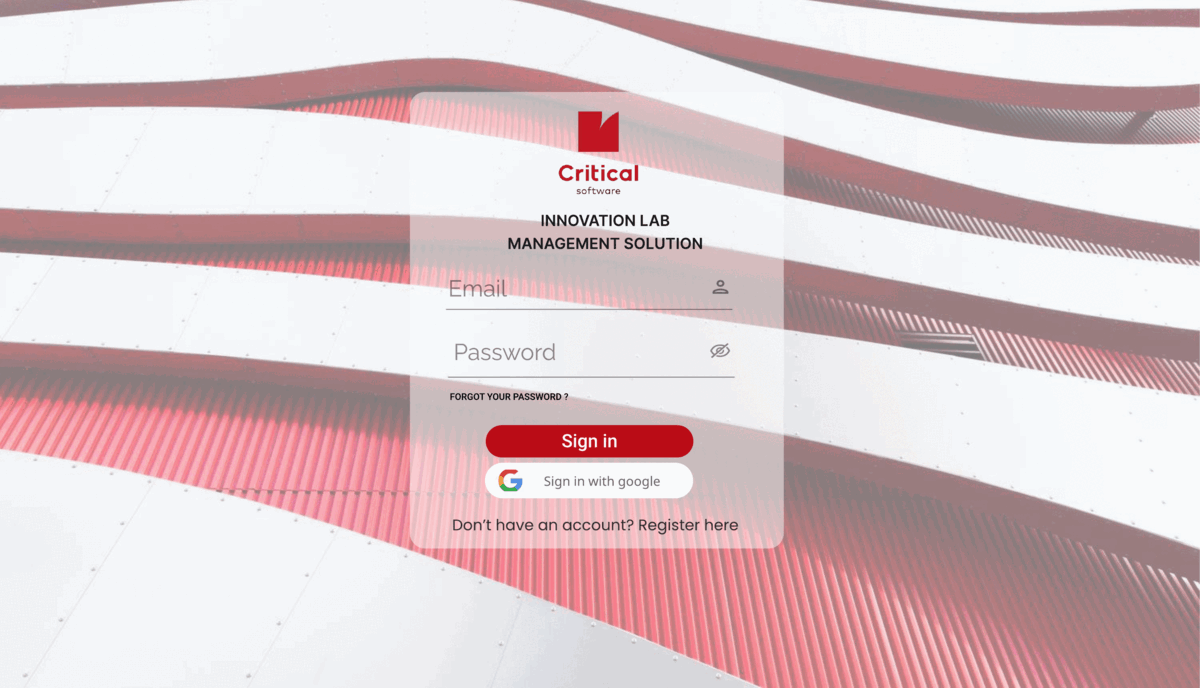 Critical
software
INNOVATION LAB
MANAGEMENT SOLUTION
Email
Password
FORGOT YOUR PASSWORD ?
Sign in
Sign in with google
Don’t have an account? Register here